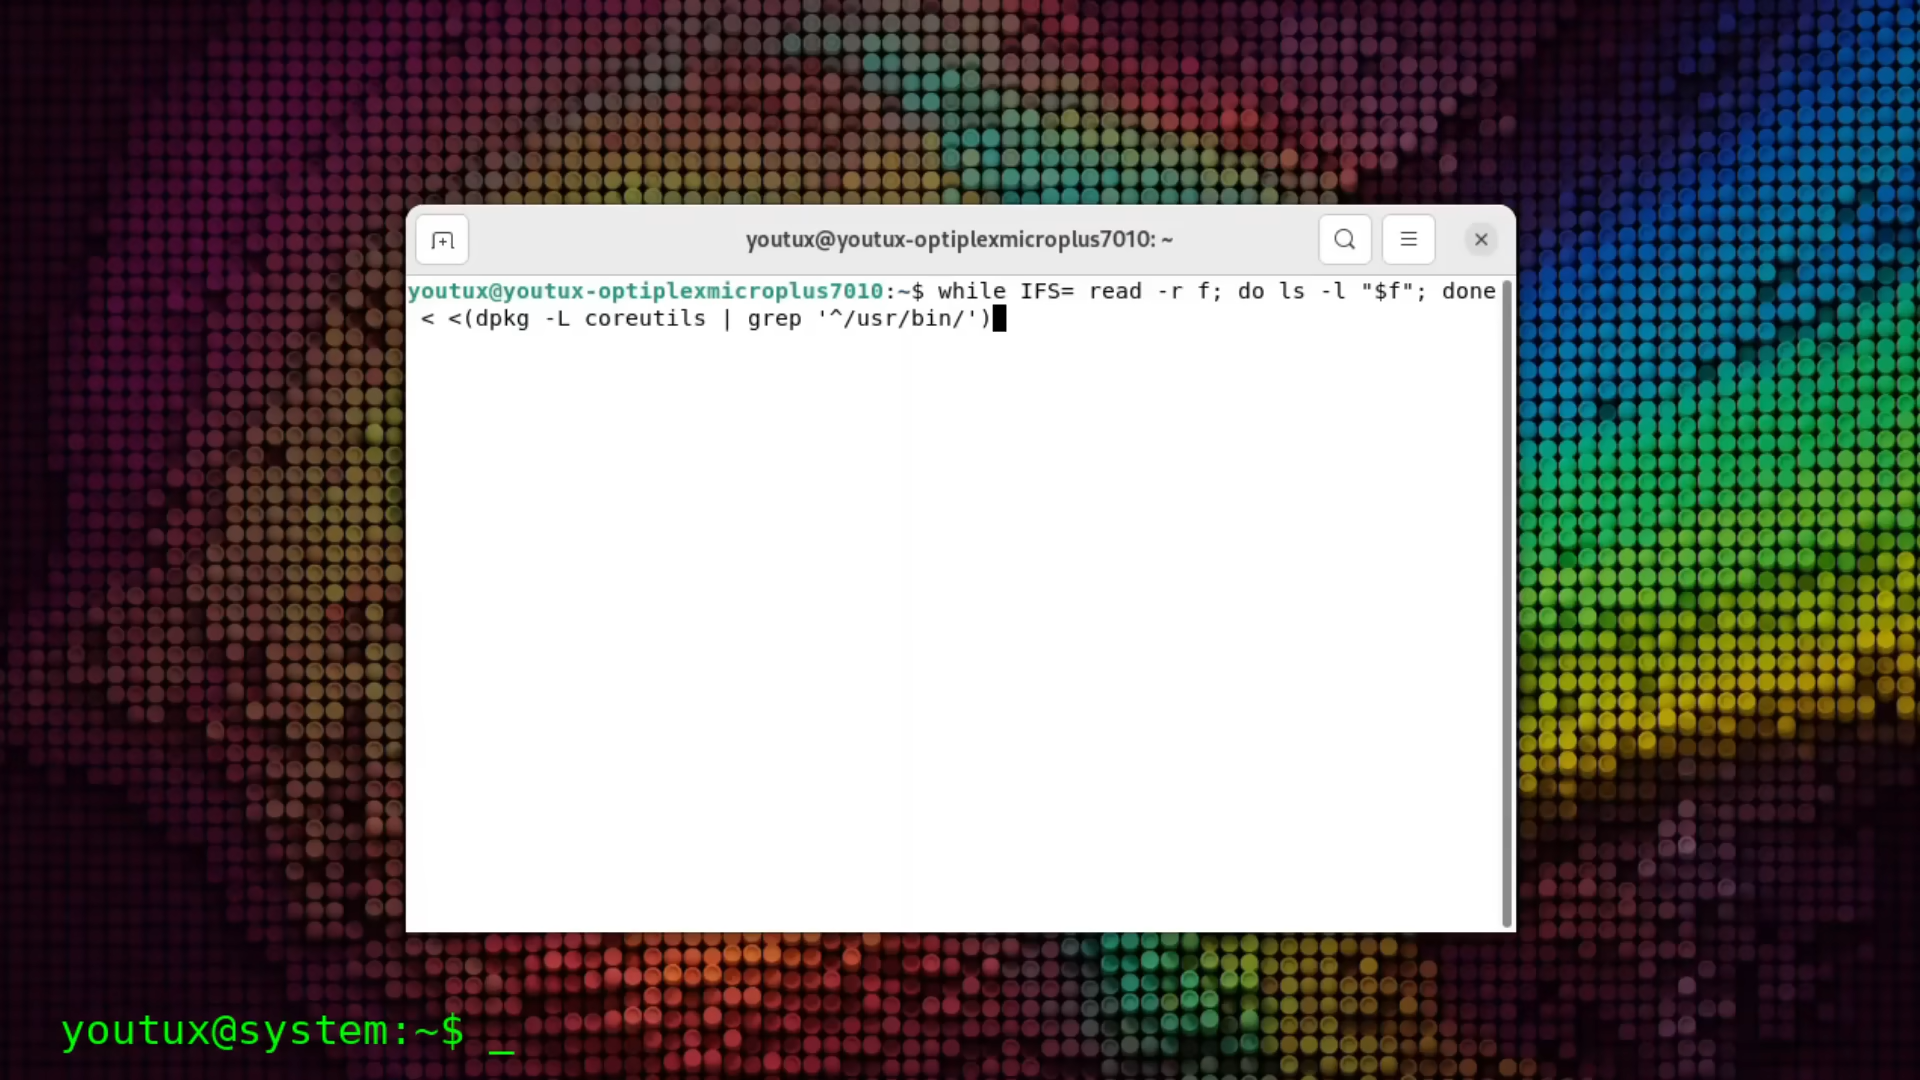 youtux@youtux-optiplexmicroplus7010: ~
youtux@youtux-optiplexmicroplus7010:~$ while IFS= read -r f; do ls -l "$f"; done
< <(dpkg -L coreutils | grep '^/usr/bin/')
youtux@system:~$ _